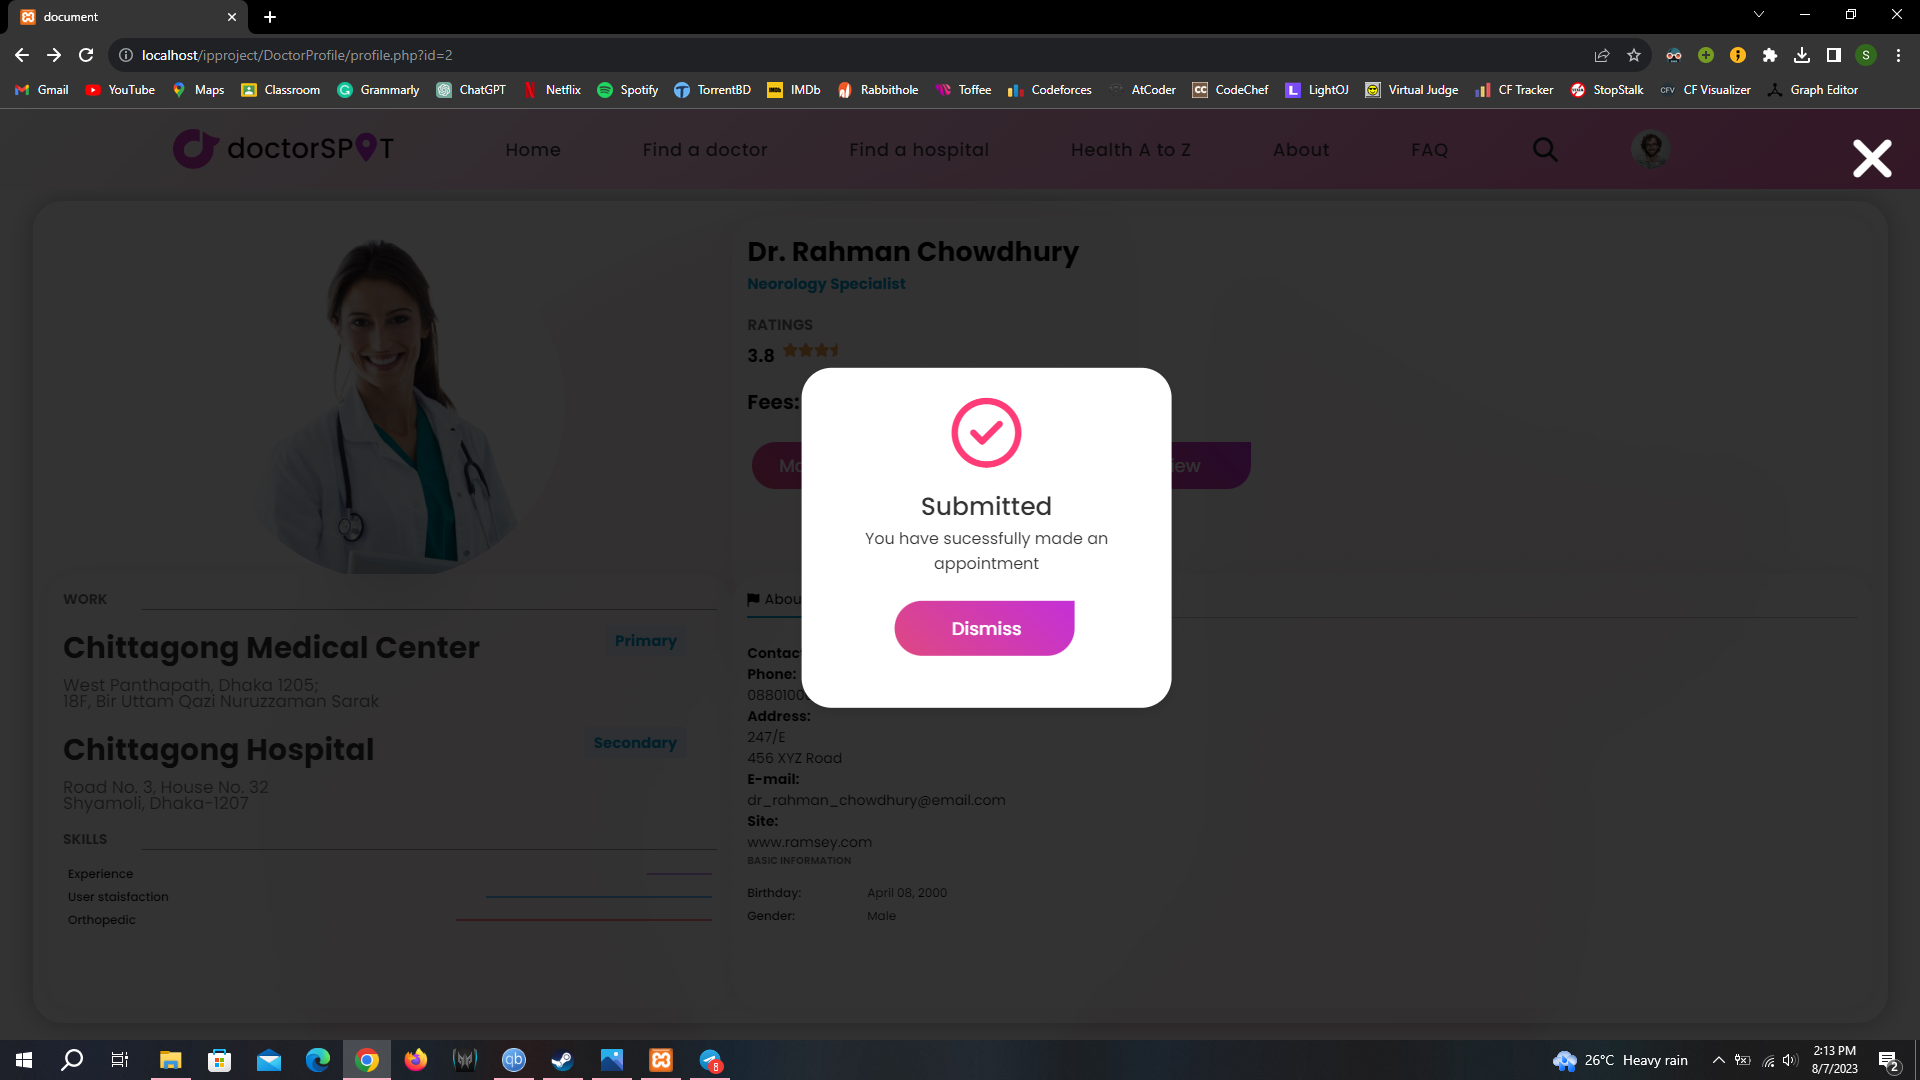 document
localhost/ipproject/DoctorProfile/profile.php?id=2
S
Gmail YouTube Maps Classroom Grammarly ChatGPT Netflix Spotify TorrentBD IMDb Rabbithole Toffee Codeforces AtCoder CodeChef LightOJ Virtual Judge CF Tracker StopStalk CF Visualizer Graph Editor
doctorSPOT Home Find a doctor Find a hospital Health A to Z About FAQ
Dr. Rahman Chowdhury
Neorology Specialist
RATINGS
3.8
Fees:
Submitted
You have sucessfully made an
appointment
Dismiss
WORK
Chittagong Medical Center Primary
West Panthapath, Dhaka 1205;
18F, Bir Uttam Qazi Nuruzzaman Sarak
Chittagong Hospital Secondary
Road No. 3, House No. 32
Shyamoli, Dhaka-1207
SKILLS
Experience
User staisfaction
Orthopedic
Abou
Contac
Phone:
088010
Address:
247/E
456 XYZ Road
E-mail:
dr_rahman_chowdhury@email.com
Site:
www.ramsey.com
BASIC INFORMATION
Birthday: April 08, 2000
Gender: Male
26°C Heavy rain
2:13 PM
8/7/2023
2